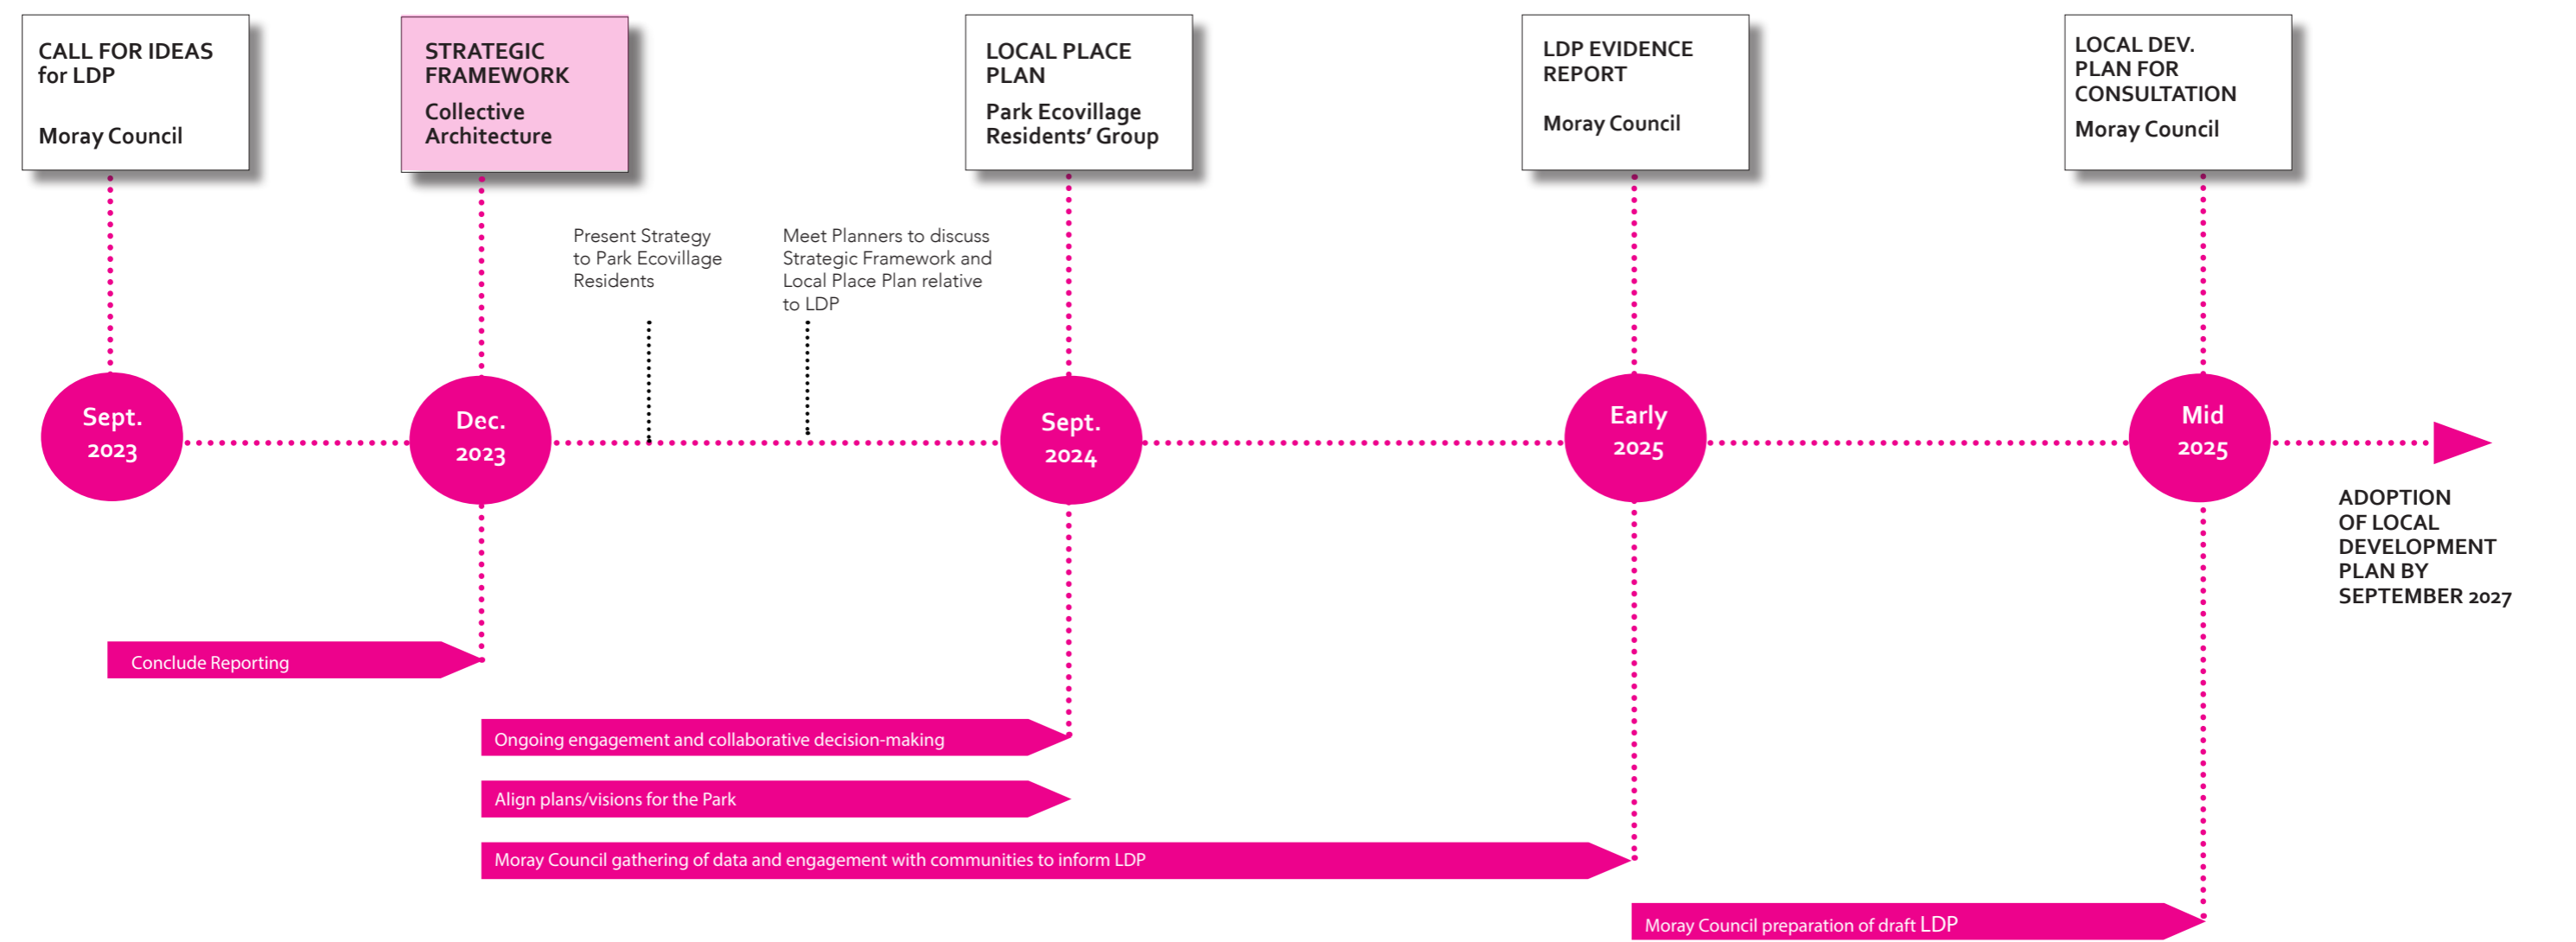 CALL FOR IDEAS
for LDP
Moray Council
STRATEGIC
FRAMEWORK
Collective
Architecture
LOCAL PLACE
PLAN
Park Ecovillage
Residents’ Group
LDP EVIDENCE
REPORT
Moray Council
LOCAL DEV.
PLAN FOR
CONSULTATION
Moray Council
Present Strategy
to Park Ecovillage
Residents
Meet Planners to discuss
Strategic Framework and
Local Place Plan relative
to LDP
Sept.
2023
Dec.
2023
Sept.
2024
Early
2025
Mid
2025
ADOPTION
OF LOCAL
DEVELOPMENT
PLAN BY
SEPTEMBER 2027
Conclude Reporting
Ongoing engagement and collaborative decision-making
Align plans/visions for the Park
Moray Council gathering of data and engagement with communities to inform LDP
Moray Council preparation of draft LDP